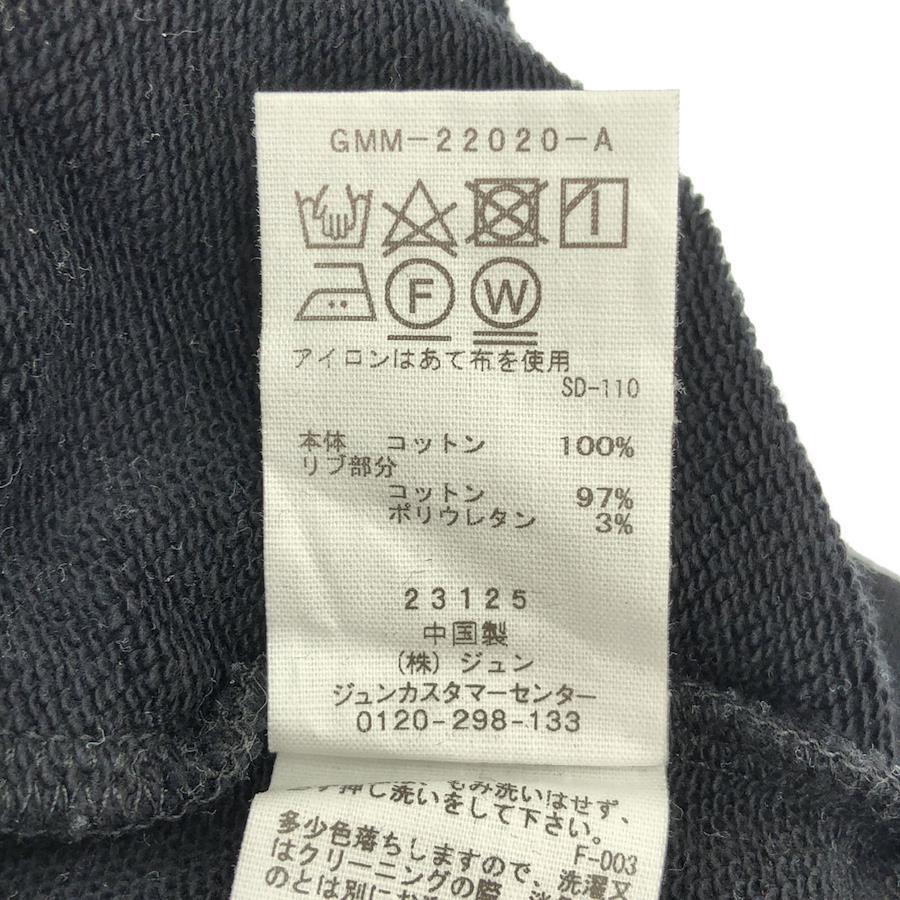 GMM-22020-A
F W
アイロンはあて布を使用
SD-110
本体 コットン 100%
リブ部分
コットン 97%
ポリウレタン 3%
23125
中国製
(株)ジュン
ジュンカスタマーセンター
0120-298-133
もみ洗いはせず、
押し洗いをして下さい。
F-003
多少色落ちしますので、洗濯又
はクリーニングの際、
のとは別に